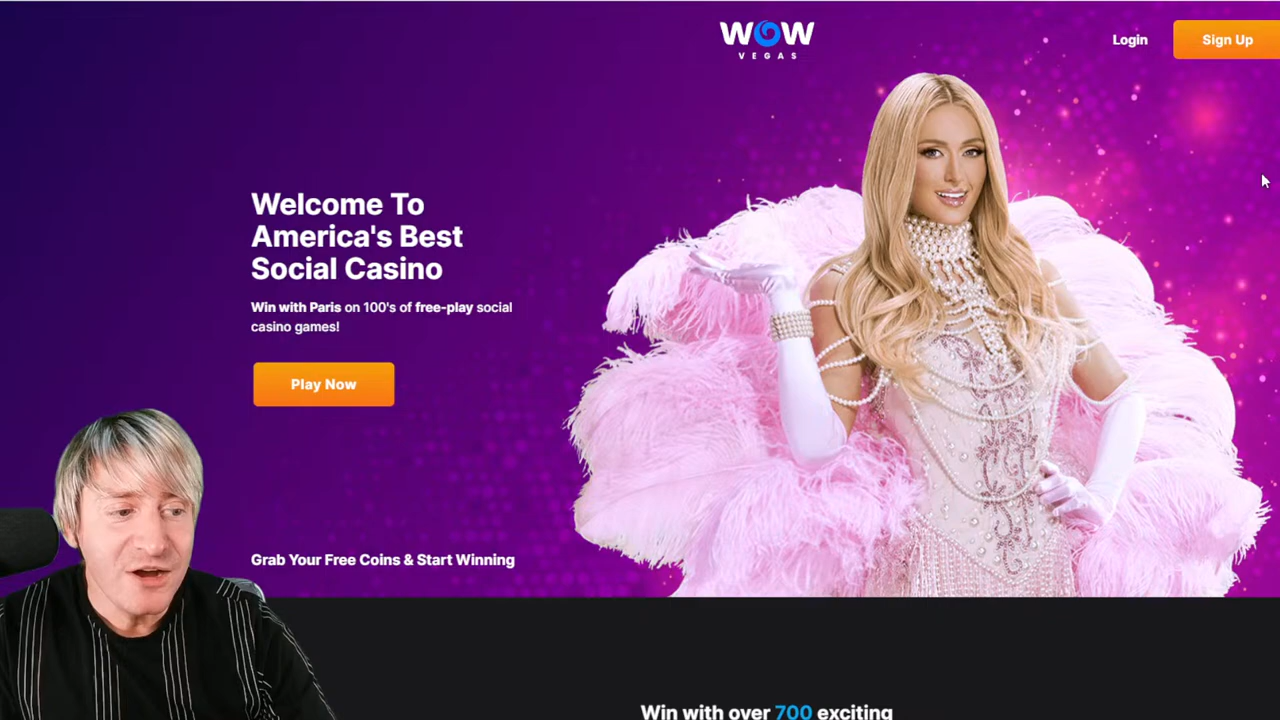 WOW
VEGAS
Login
Sign Up
Welcome To
America's Best
Social Casino
Win with Paris on 100's of free-play social
casino games!
Play Now
Grab Your Free Coins & Start Winning
Win with over 700 exciting